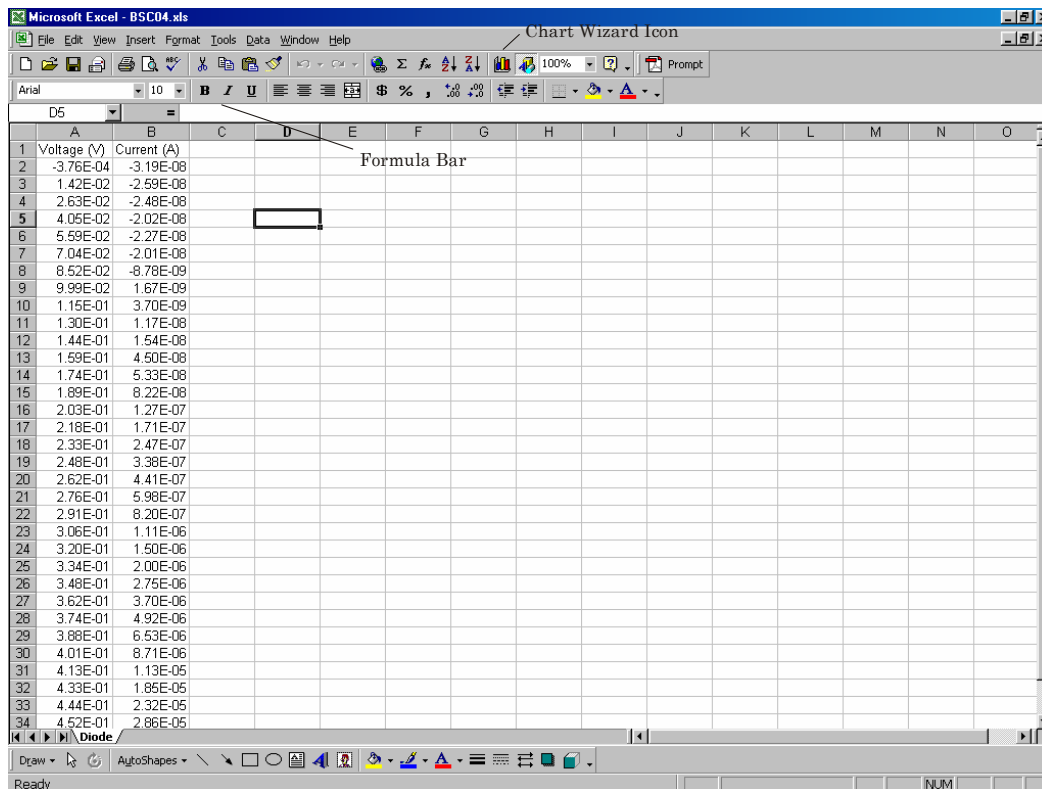 Microsoft Excel - BSC04.xls
File Edit View Insert Format Tools Data Window Help
Chart Wizard Icon
100% Prompt
Arial 10 B I U $ % ,
D5 =
Formula Bar
A B C D E F G H I J K L M N O
1 Voltage (V) Current (A)
2 -3.76E-04 -3.19E-08
3 1.42E-02 -2.59E-08
4 2.63E-02 -2.48E-08
5 4.05E-02 -2.02E-08
6 5.59E-02 -2.27E-08
7 7.04E-02 -2.01E-08
8 8.52E-02 -8.78E-09
9 9.99E-02 1.67E-09
10 1.15E-01 3.70E-09
11 1.30E-01 1.17E-08
12 1.44E-01 1.54E-08
13 1.59E-01 4.50E-08
14 1.74E-01 5.33E-08
15 1.89E-01 8.22E-08
16 2.03E-01 1.27E-07
17 2.18E-01 1.71E-07
18 2.33E-01 2.47E-07
19 2.48E-01 3.38E-07
20 2.62E-01 4.41E-07
21 2.76E-01 5.98E-07
22 2.91E-01 8.20E-07
23 3.06E-01 1.11E-06
24 3.20E-01 1.50E-06
25 3.34E-01 2.00E-06
26 3.48E-01 2.75E-06
27 3.62E-01 3.70E-06
28 3.74E-01 4.92E-06
29 3.88E-01 6.53E-06
30 4.01E-01 8.71E-06
31 4.13E-01 1.13E-05
32 4.33E-01 1.85E-05
33 4.44E-01 2.32E-05
34 4.52E-01 2.86E-05
Diode
Draw AutoShapes
Ready NUM